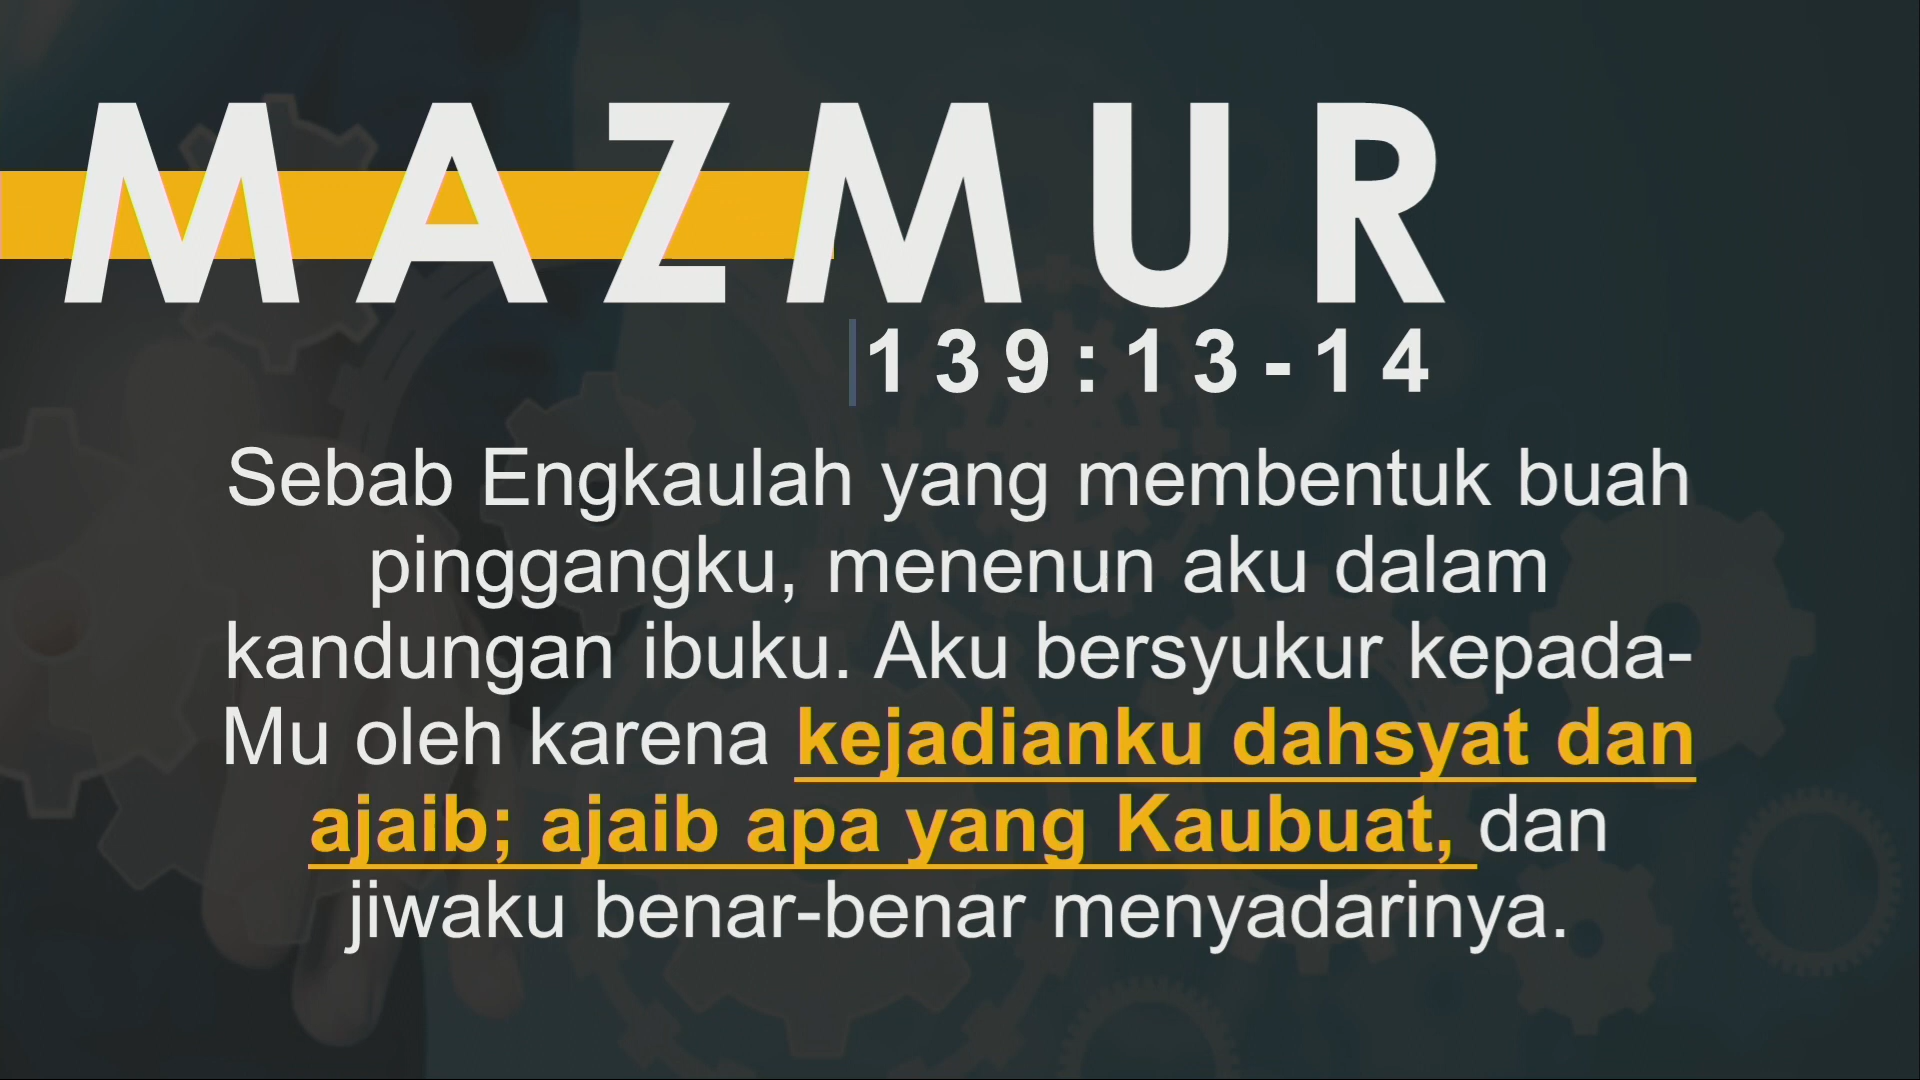 MAZMUR
139:13-14
Sebab Engkaulah yang membentuk buah
pinggangku, menenun aku dalam
kandungan ibuku. Aku bersyukur kepada-
Mu oleh karena kejadianku dahsyat dan
ajaib; ajaib apa yang Kaubuat, dan
jiwaku benar-benar menyadarinya.